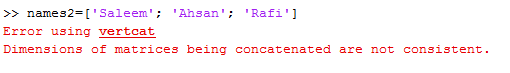 >> names2=['Saleem'; 'Ahsan'; 'Rafi']
Error using vertcat
Dimensions of matrices being concatenated are not consistent.